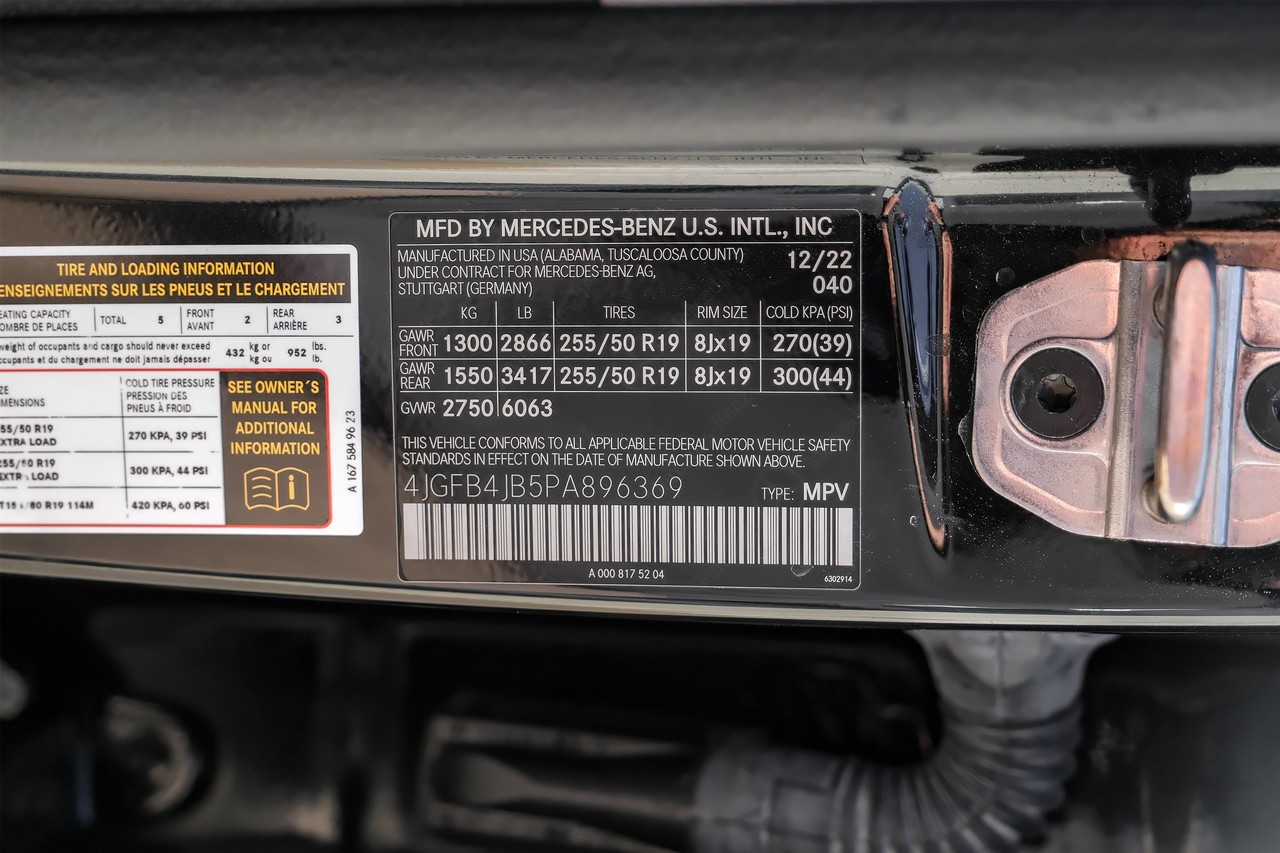 TIRE AND LOADING INFORMATION
ENSEIGNEMENTS SUR LES PNEUS ET LE CHARGEMENT
EATING CAPACITY TOTAL 5 FRONT 2 REAR 3
OMBRE DE PLACES AVANT ARRIÈRE
weight of occupants and cargo should never exceed 432 kg or 952 lbs.
ccupants et du chargement ne doit jamais dépasser kg ou lb.
ZE COLD TIRE PRESSURE
MENSIONS PRESSION DES
PNEUS À FROID
55/50 R19
EXTRA LOAD 270 KPA, 39 PSI
255/50 R19
EXTRA LOAD 300 KPA, 44 PSI
80 R19 114M 420 KPA, 60 PSI
SEE OWNER´S
MANUAL FOR
ADDITIONAL
INFORMATION
A 167 584 96 23
MFD BY MERCEDES-BENZ U.S. INTL., INC
MANUFACTURED IN USA (ALABAMA, TUSCALOOSA COUNTY) 12/22
UNDER CONTRACT FOR MERCEDES-BENZ AG,
STUTTGART (GERMANY) 040
KG LB TIRES RIM SIZE COLD KPA (PSI)
GAWR FRONT 1300 2866 255/50 R19 8Jx19 270(39)
GAWR REAR 1550 3417 255/50 R19 8Jx19 300(44)
GVWR 2750 6063
THIS VEHICLE CONFORMS TO ALL APPLICABLE FEDERAL MOTOR VEHICLE SAFETY
STANDARDS IN EFFECT ON THE DATE OF MANUFACTURE SHOWN ABOVE.
4JGFB4JB5PA896369 TYPE: MPV
A 000 817 52 04
6302914